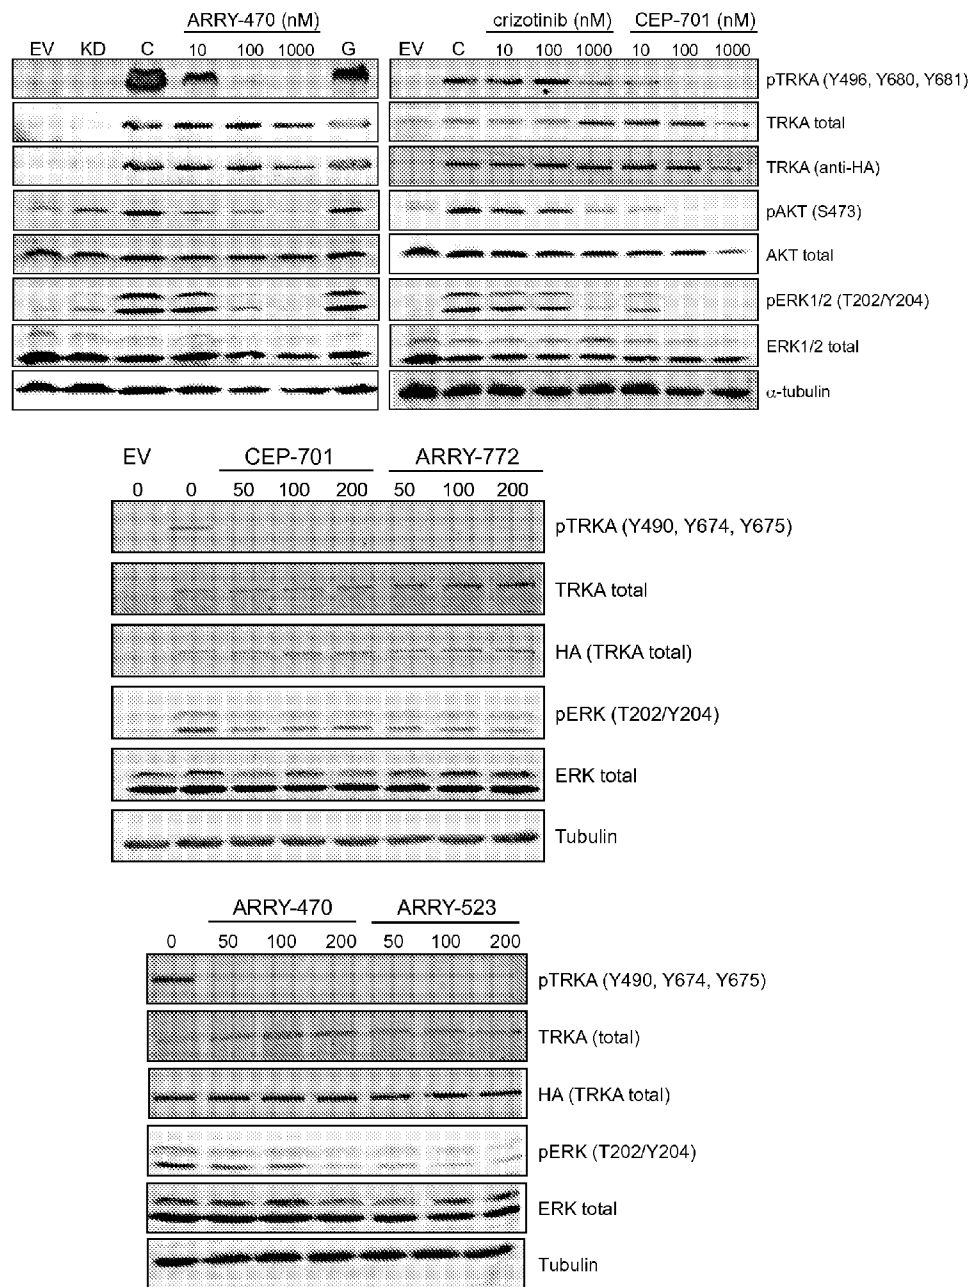 ARRY-470 (nM)
EV KD C 10 100 1000 G
crizotinib (nM) CEP-701 (nM)
EV C 10 100 1000 10 100 1000
pTRKA (Y496, Y680, Y681)
TRKA total
TRKA (anti-HA)
pAKT (S473)
AKT total
pERK1/2 (T202/Y204)
ERK1/2 total
α-tubulin
EV CEP-701 ARRY-772
0 0 50 100 200 50 100 200
pTRKA (Y490, Y674, Y675)
TRKA total
HA (TRKA total)
pERK (T202/Y204)
ERK total
Tubulin
ARRY-470 ARRY-523
0 50 100 200 50 100 200
pTRKA (Y490, Y674, Y675)
TRKA (total)
HA (TRKA total)
pERK (T202/Y204)
ERK total
Tubulin